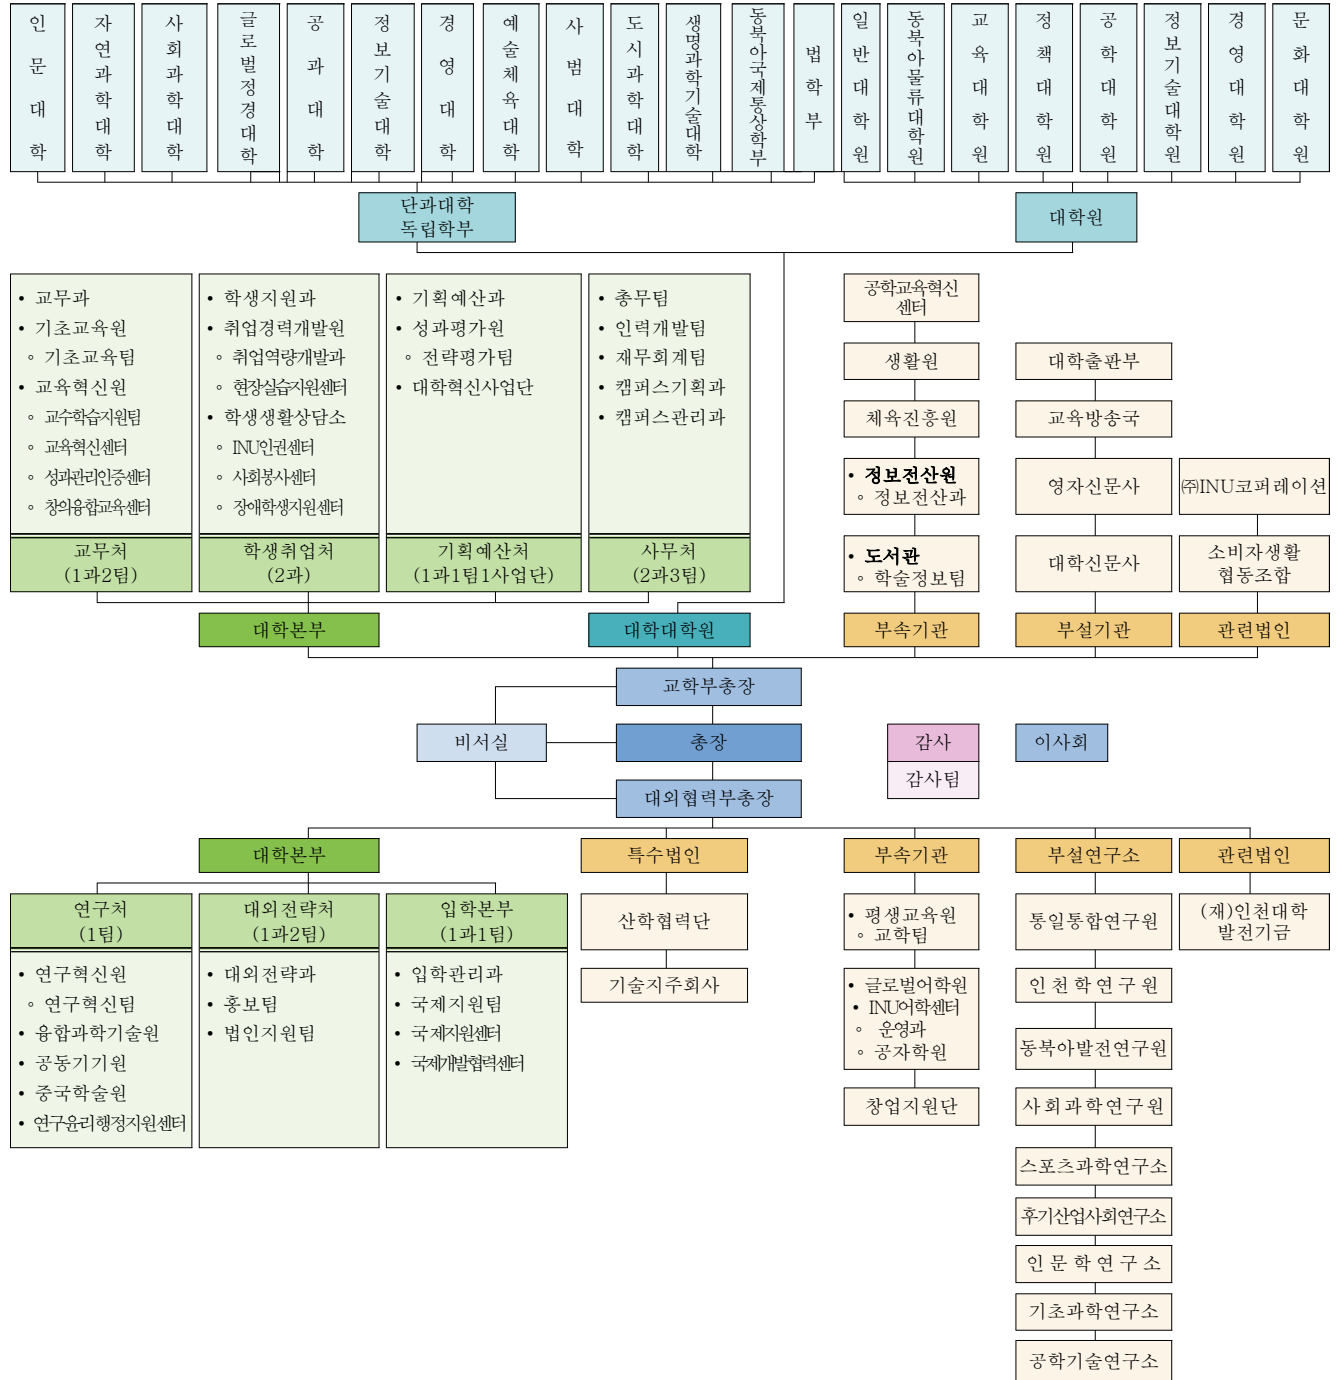 인문대학
자연과학대학
사회과학대학
글로벌정경대학
공과대학
정보기술대학
경영대학
예술체육대학
사범대학
도시과학대학
생명과학기술대학
동북아국제통상학부
법학부
일반대학원
동북아물류대학원
교육대학원
정책대학원
공학대학원
정보기술대학원
경영대학원
문화대학원
단과대학
독립학부
대학원
• 교무과
• 기초교육원
◦ 기초교육팀
• 교육혁신원
◦ 교수학습지원팀
◦ 교육혁신센터
◦ 성과관리인증센터
◦ 창의융합교육센터
교무처
(1과2팀)
• 학생지원과
• 취업경력개발원
◦ 취업역량개발과
◦ 현장실습지원센터
• 학생생활상담소
◦ INU인권센터
◦ 사회봉사센터
◦ 장애학생지원센터
학생취업처
(2과)
• 기획예산과
• 성과평가원
◦ 전략평가팀
• 대학혁신사업단
기획예산처
(1과1팀1사업단)
• 총무팀
• 인력개발팀
• 재무회계팀
• 캠퍼스기획과
• 캠퍼스관리과
사무처
(2과3팀)
공학교육혁신
센터
생활원
체육진흥원
• 정보전산원
◦ 정보전산과
• 도서관
◦ 학술정보팀
대학출판부
교육방송국
영자신문사
대학신문사
㈜INU코퍼레이션
소비자생활
협동조합
대학본부
대학대학원
부속기관
부설기관
관련법인
교학부총장
비서실
총장
감사
감사팀
이사회
대외협력부총장
대학본부
특수법인
부속기관
부설연구소
관련법인
연구처
(1팀)
• 연구혁신원
◦ 연구혁신팀
• 융합과학기술원
• 공동기기원
• 중국학술원
• 연구윤리행정지원센터
대외전략처
(1과2팀)
• 대외전략과
• 홍보팀
• 법인지원팀
입학본부
(1과1팀)
• 입학관리과
• 국제지원팀
• 국제지원센터
• 국제개발협력센터
산학협력단
기술지주회사
• 평생교육원
◦ 교학팀
• 글로벌어학원
• INU어학센터
◦ 운영과
◦ 공자학원
창업지원단
통일통합연구원
인천학연구원
동북아발전연구원
사회과학연구원
스포츠과학연구소
후기산업사회연구소
인문학연구소
기초과학연구소
공학기술연구소
(재)인천대학
발전기금